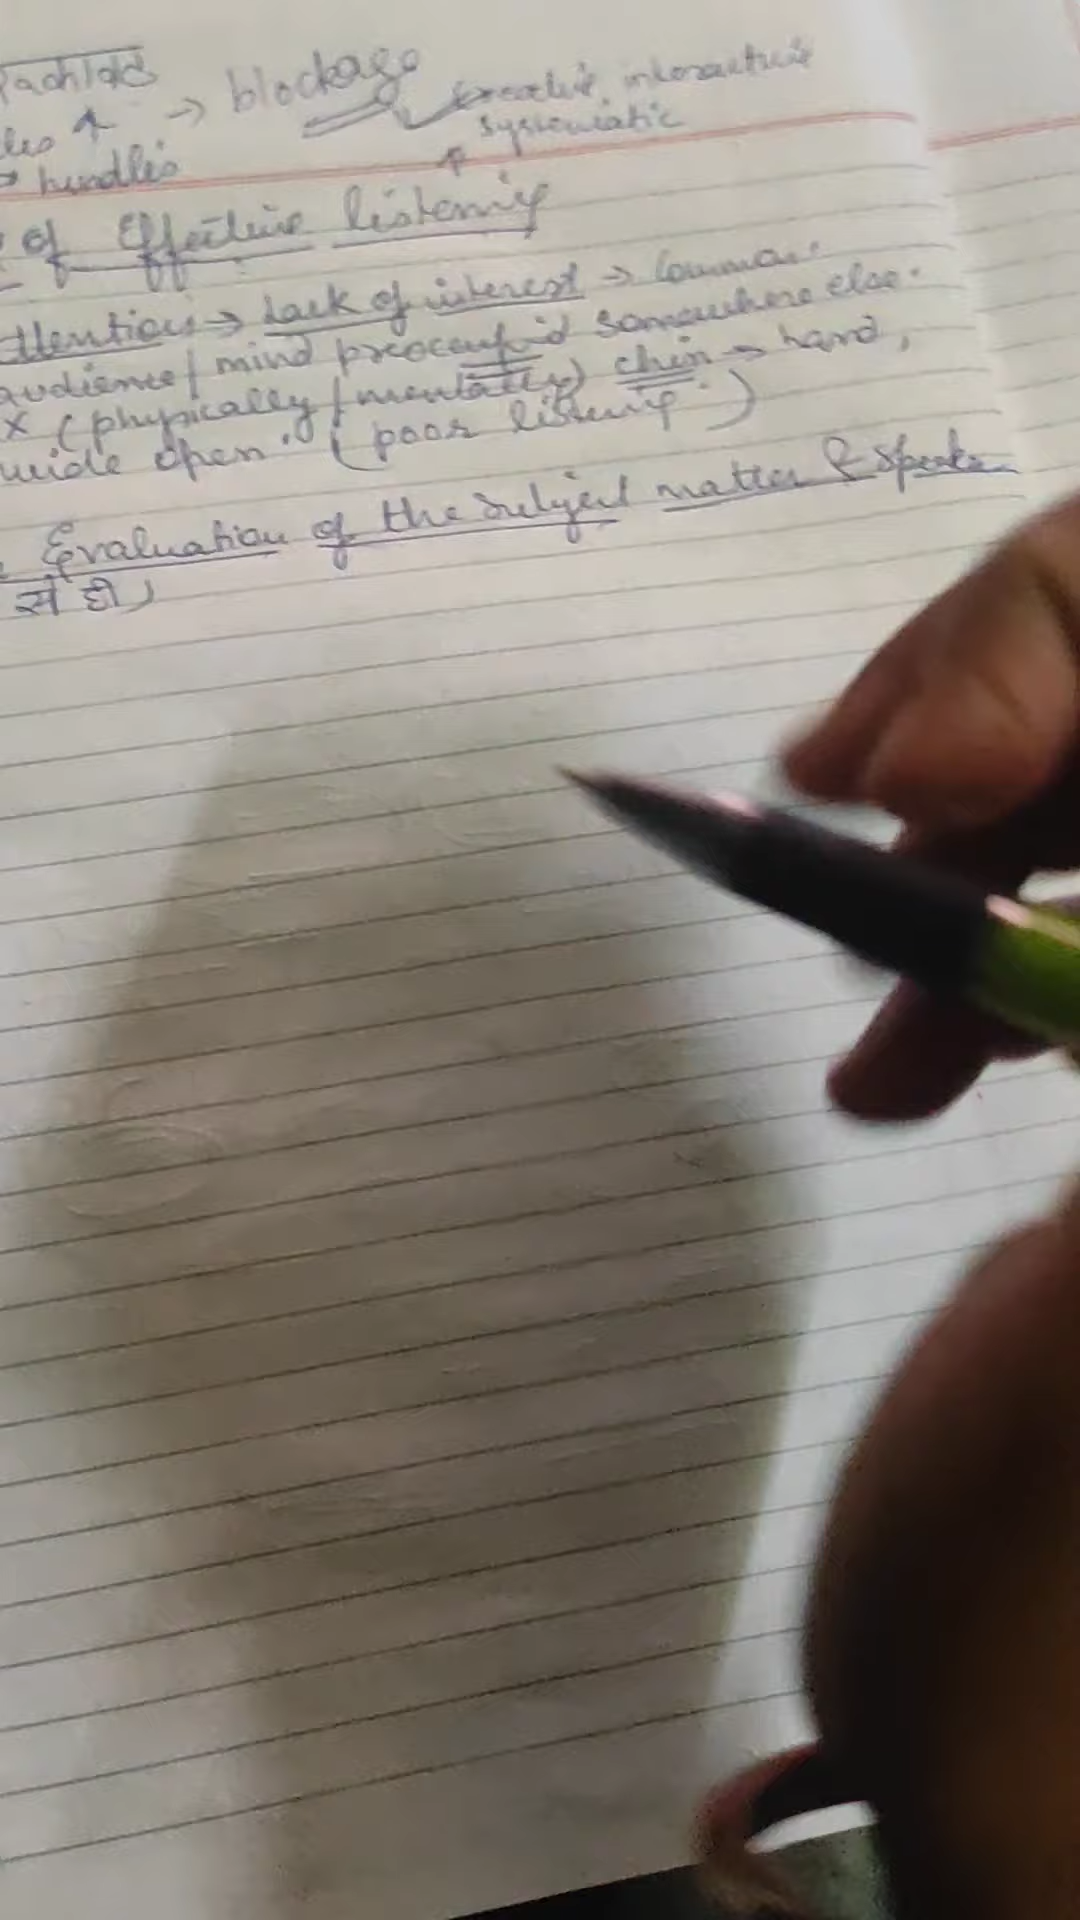 → blockage
interactive
systematic
hurdles
of Effective listening
Attention → Lack of interest → Common.
audience / mind preoccupied somewhere else.
x (physically / mentally) chin → hand,
wide open. (poor listening.)
Evaluation of the subject matter & speaker
से ही)